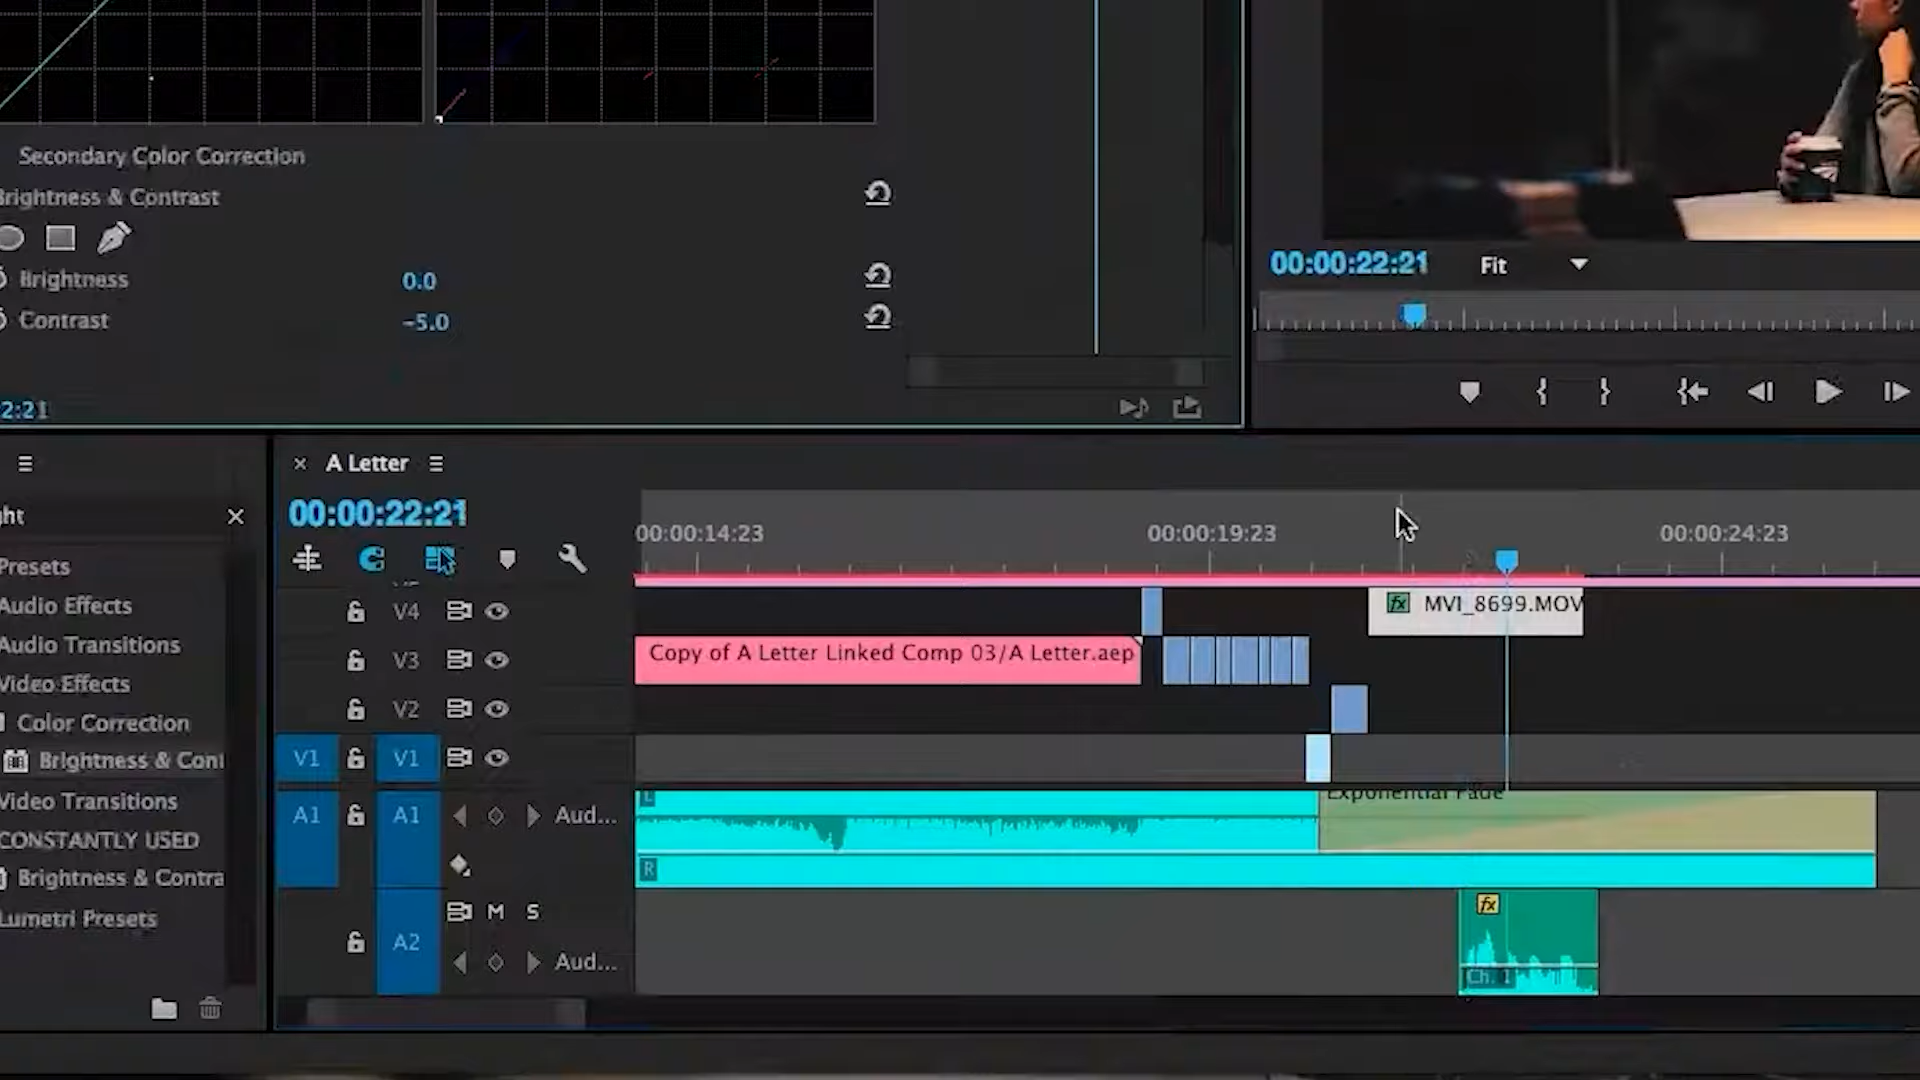 Secondary Color Correction
Brightness & Contrast
Brightness 0.0
Contrast -5.0
2:21
00:00:22:21 Fit
A Letter
00:00:22:21
00:00:14:23 00:00:19:23 00:00:24:23
ht
Presets
Audio Effects
Audio Transitions
Video Effects
Color Correction
Brightness & Cont
Video Transitions
CONSTANTLY USED
Brightness & Contra
Lumetri Presets
V4
V3
V2
V1 V1
A1 A1 Aud...
M S
A2
Aud...
fx MVI_8699.MOV
Copy of A Letter Linked Comp 03/A Letter.aep
L
Exponential Fade
R
fx
Ch. 1